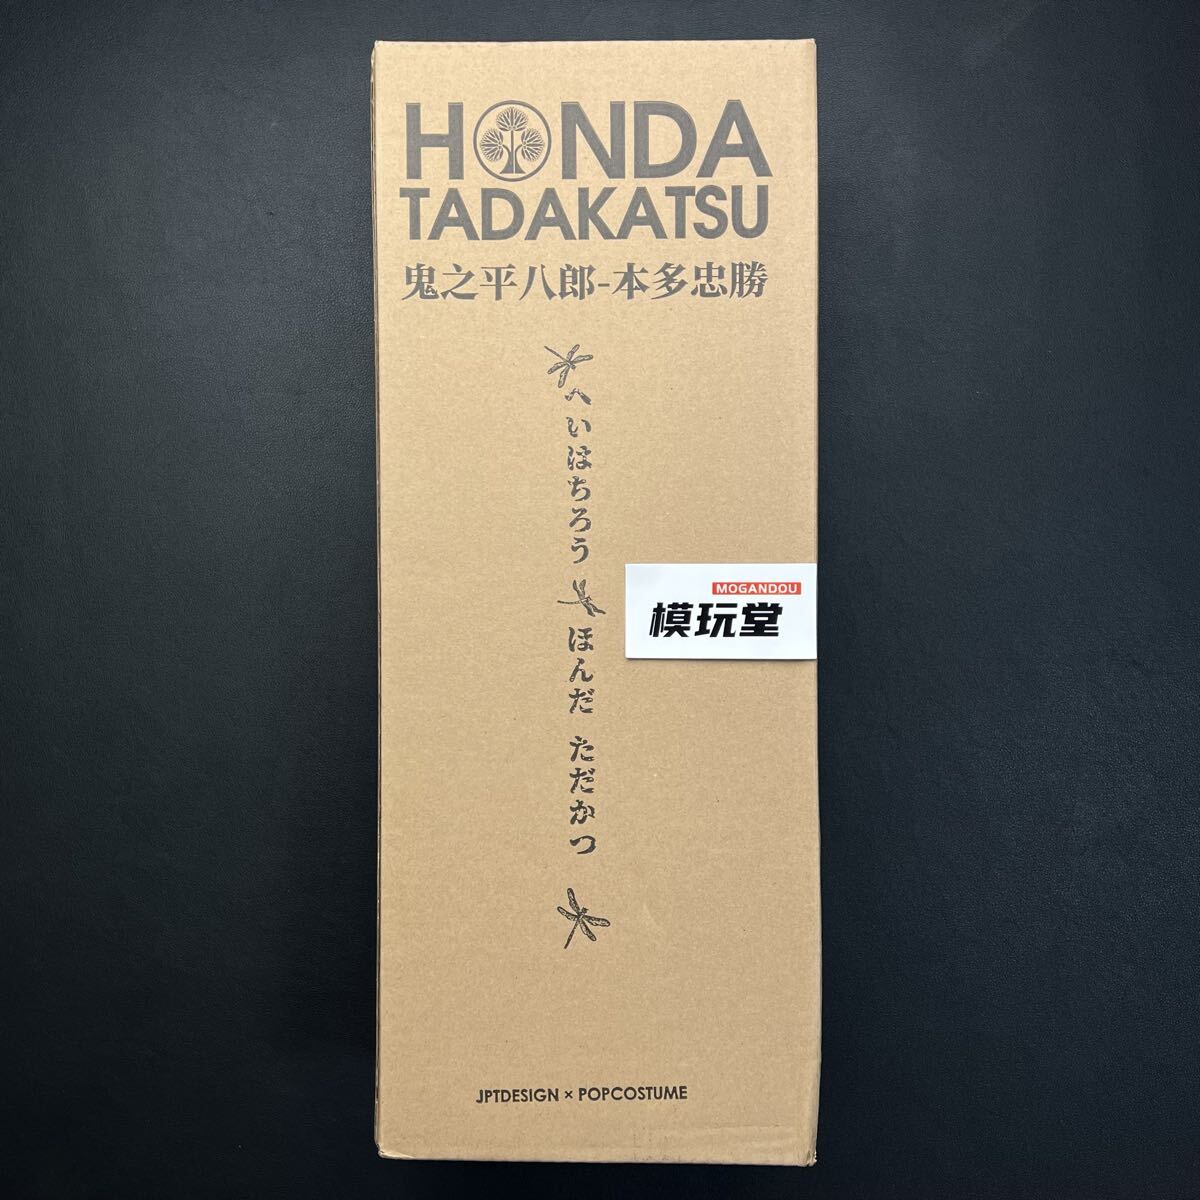 HONDA
TADAKATSU
鬼之平八郎-本多忠勝
へいはちろう
ほんだ ただかつ
MOGANDOU
模玩堂
JPTDESIGN × POPCOSTUME